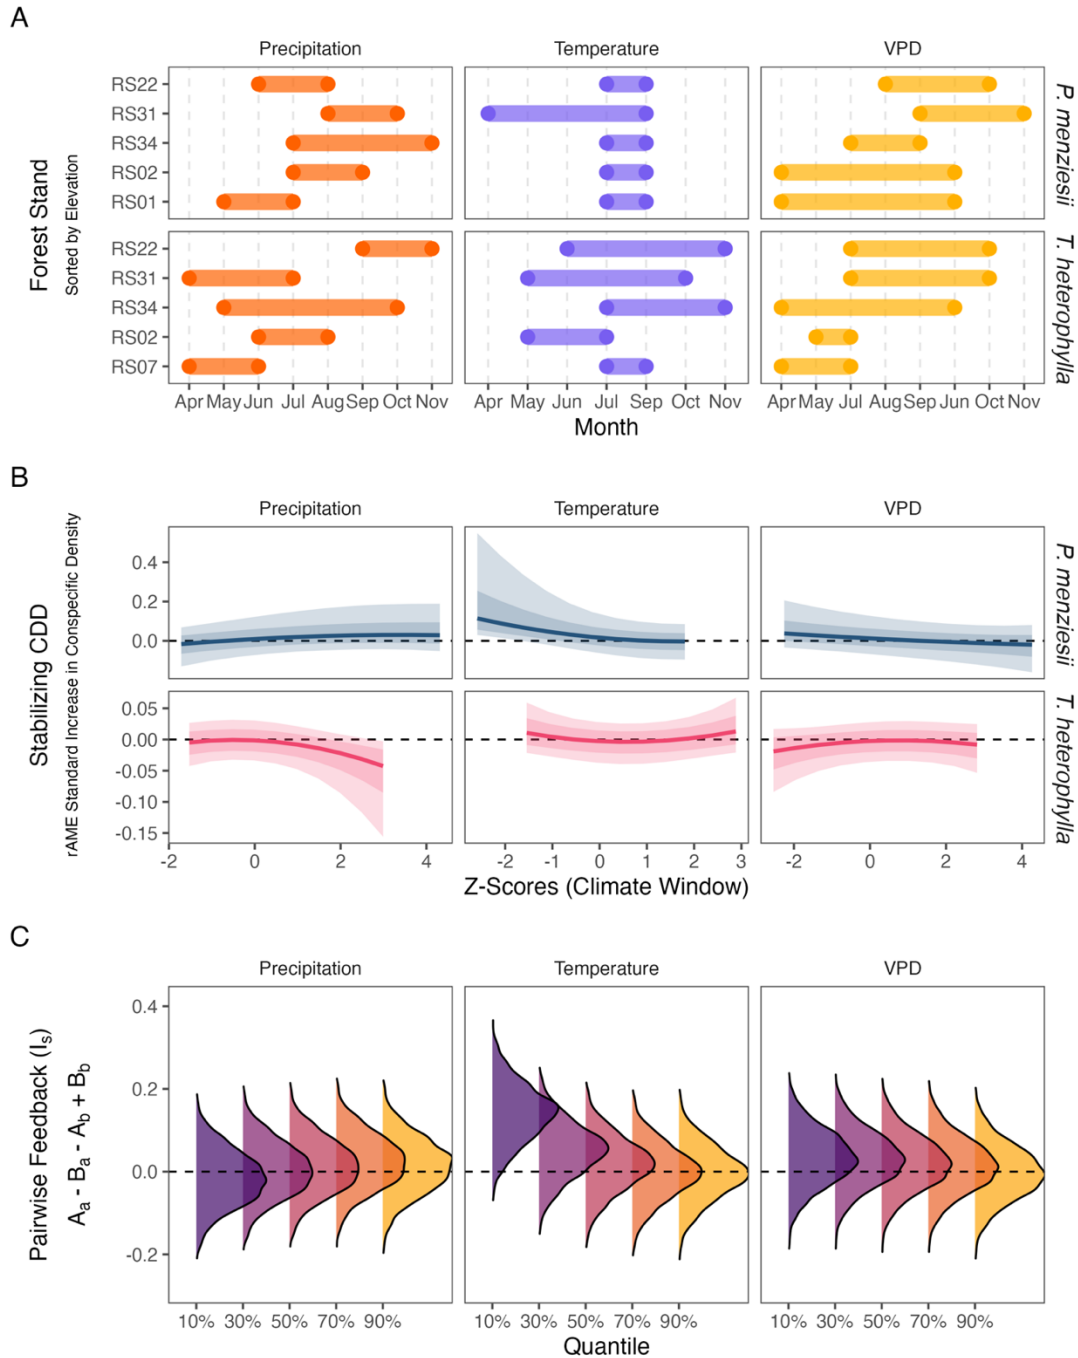 A
Precipitation Temperature VPD
Forest Stand
Sorted by Elevation
RS22
RS31
RS34
RS02
RS01
P. menziesii
RS22
RS31
RS34
RS02
RS07
T. heterophylla
Apr May Jun Jul Aug Sep Oct Nov
Apr May Jun Jul Sep Oct Nov
Apr May Jul Aug Sep Jun Oct Nov
Month
B
Precipitation Temperature VPD
Stabilizing CDD
rAME Standard Increase in Conspecific Density
0.4
0.2
0.0
P. menziesii
0.05
0.00
-0.05
-0.10
-0.15
T. heterophylla
-2 0 2 4
-2 -1 0 1 2 3
-2 0 2 4
Z-Scores (Climate Window)
C
Precipitation Temperature VPD
Pairwise Feedback (Is)
Aa - Ba - Ab + Bb
0.4
0.2
0.0
-0.2
10% 30% 50% 70% 90%
10% 30% 50% 70% 90%
10% 30% 50% 70% 90%
Quantile